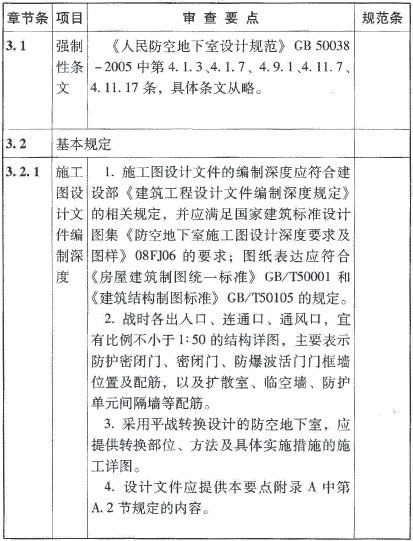 章节条 项目 审 查 要 点 规范条
3.1 强制 《人民防空地下室设计规范》GB 50038
性条 -2005 中第 4.1.3、4.1.7、4.9.1、4.11.7、
文 4.11.17 条，具体条文从略。
3.2 基本规定
3.2.1 施工 1. 施工图设计文件的编制深度应符合建
图设 设部《建筑工程设计文件编制深度规定》
计文 的相关规定，并应满足国家建筑标准设计
件编 图集《防空地下室施工图设计深度要求及
制深 图样》08FJ06 的要求；图纸表达应符合
度 《房屋建筑制图统一标准》GB/T50001 和
《建筑结构制图标准》GB/T50105 的规定。
2. 战时各出入口、连通口、通风口，宜
有比例不小于 1:50 的结构详图，主要表示
防护密闭门、密闭门、防爆波活门门框墙
位置及配筋，以及扩散室、临空墙、防护
单元间隔墙等配筋。
3. 采用平战转换设计的防空地下室，应
提供转换部位、方法及具体实施措施的施
工详图。
4. 设计文件应提供本要点附录 A 中第
A.2 节规定的内容。